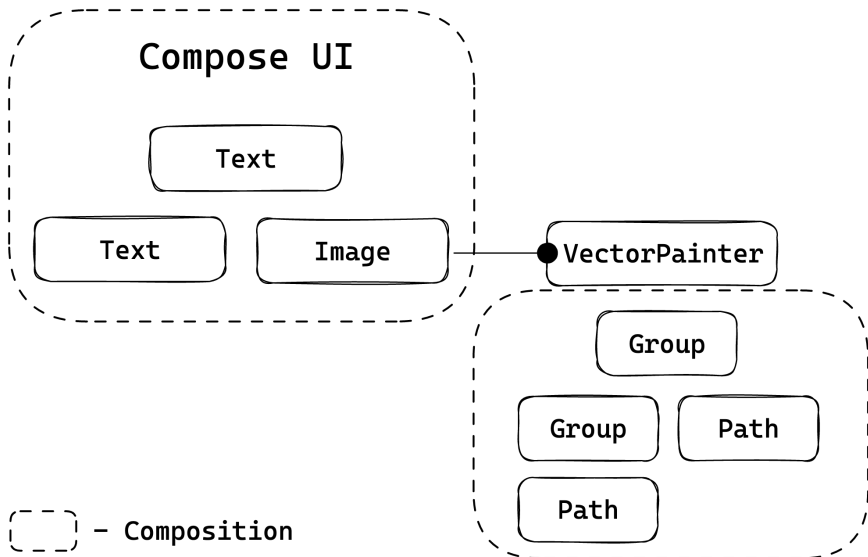 Compose UI
Text
Text
Image
VectorPainter
Group
Group
Path
Path
– Composition